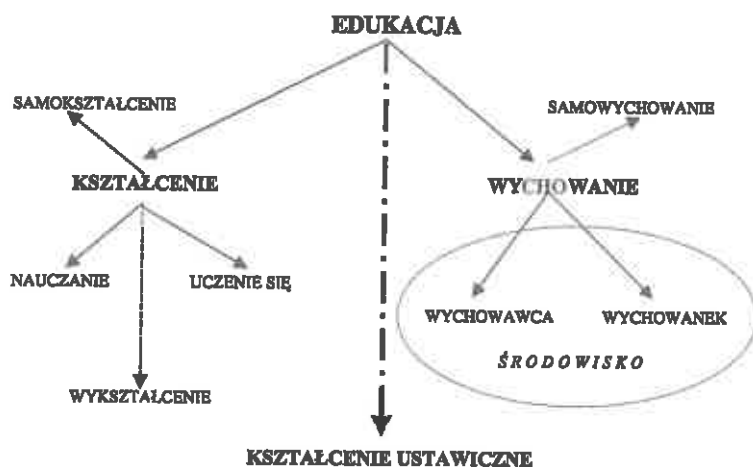 EDUKACJA
SAMOKSZTAŁCENIE
SAMOWYCHOWANIE
KSZTAŁCENIE
WYCHOWANIE
NAUCZANIE
UCZENIE SIĘ
WYCHOWAWCA
WYCHOWANEK
ŚRODOWISKO
WYKSZTAŁCENIE
KSZTAŁCENIE USTAWICZNE